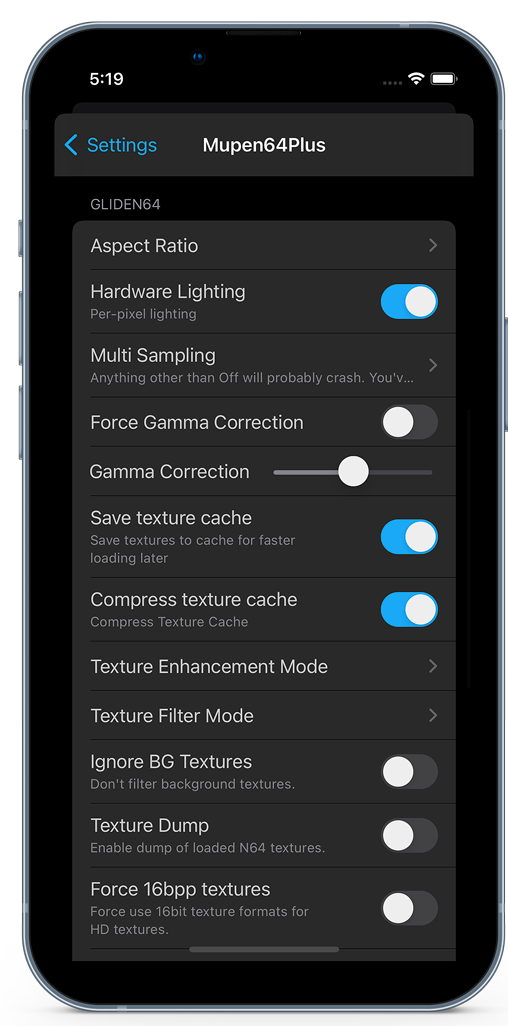 5:19
Settings
Mupen64Plus
GLIDEN64
Aspect Ratio
Hardware Lighting
Per-pixel lighting
Multi Sampling
Anything other than Off will probably crash. You'v...
Force Gamma Correction
Gamma Correction
Save texture cache
Save textures to cache for faster
loading later
Compress texture cache
Compress Texture Cache
Texture Enhancement Mode
Texture Filter Mode
Ignore BG Textures
Don't filter background textures.
Texture Dump
Enable dump of loaded N64 textures.
Force 16bpp textures
Force use 16bit texture formats for
HD textures.